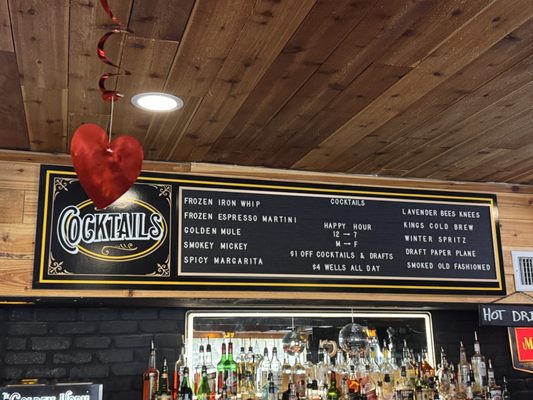 COCKTAILS
FROZEN IRON WHIP
FROZEN ESPRESSO MARTINI
GOLDEN MULE
SMOKEY MICKEY
SPICY MARGARITA
COCKTAILS
HAPPY HOUR
12 → 7
M → F
$1 OFF COCKTAILS & DRAFTS
$4 WELLS ALL DAY
LAVENDER BEES KNEES
KINGS COLD BREW
WINTER SPRITZ
DRAFT PAPER PLANE
SMOKED OLD FASHIONED
HOT